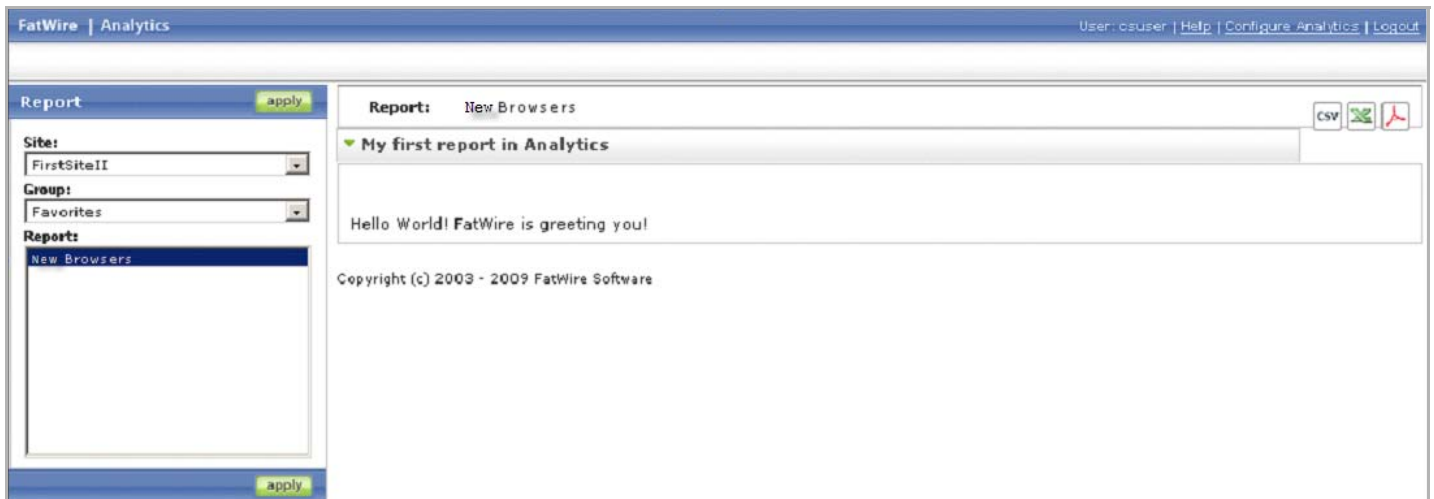 FatWire | Analytics
User: csuser | Help | Configure Analytics | Logout
Report apply
Report: New Browsers
CSV
Site:
FirstSiteII
Group:
Favorites
Report:
New Browsers
apply
My first report in Analytics
Hello World! FatWire is greeting you!
Copyright (c) 2003 - 2009 FatWire Software